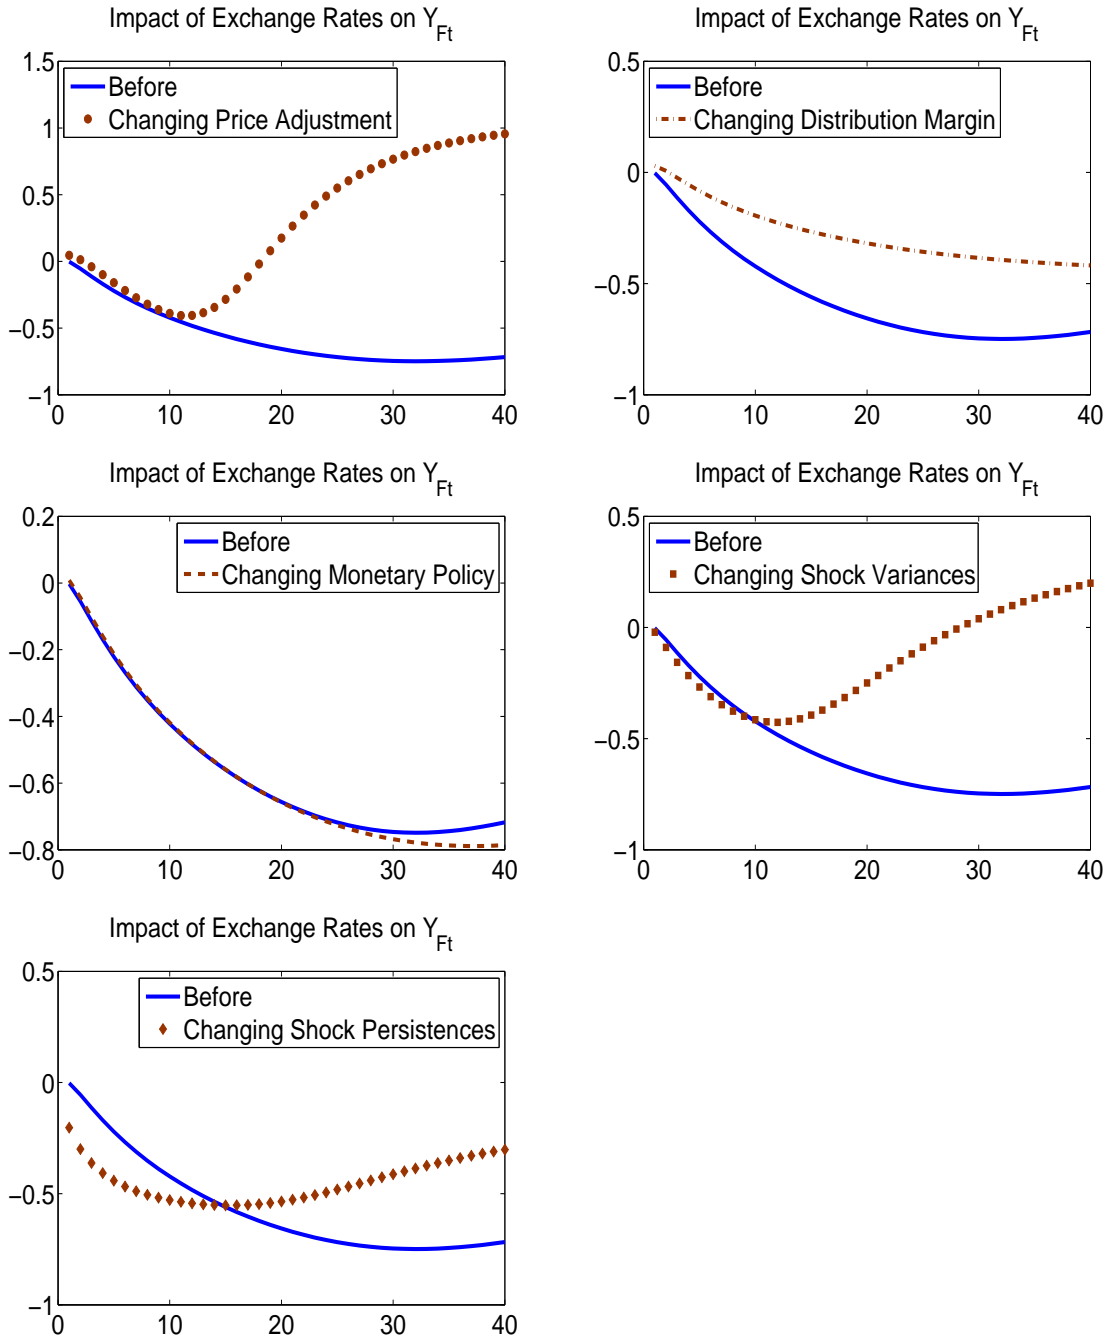 Impact of Exchange Rates on Y_Ft
1.5
1
0.5
0
−0.5
−1
0 10 20 30 40
Before
Changing Price Adjustment
Impact of Exchange Rates on Y_Ft
0.5
0
−0.5
−1
0 10 20 30 40
Before
Changing Distribution Margin
Impact of Exchange Rates on Y_Ft
0.2
0
−0.2
−0.4
−0.6
−0.8
0 10 20 30 40
Before
Changing Monetary Policy
Impact of Exchange Rates on Y_Ft
0.5
0
−0.5
−1
0 10 20 30 40
Before
Changing Shock Variances
Impact of Exchange Rates on Y_Ft
0.5
0
−0.5
−1
0 10 20 30 40
Before
Changing Shock Persistences